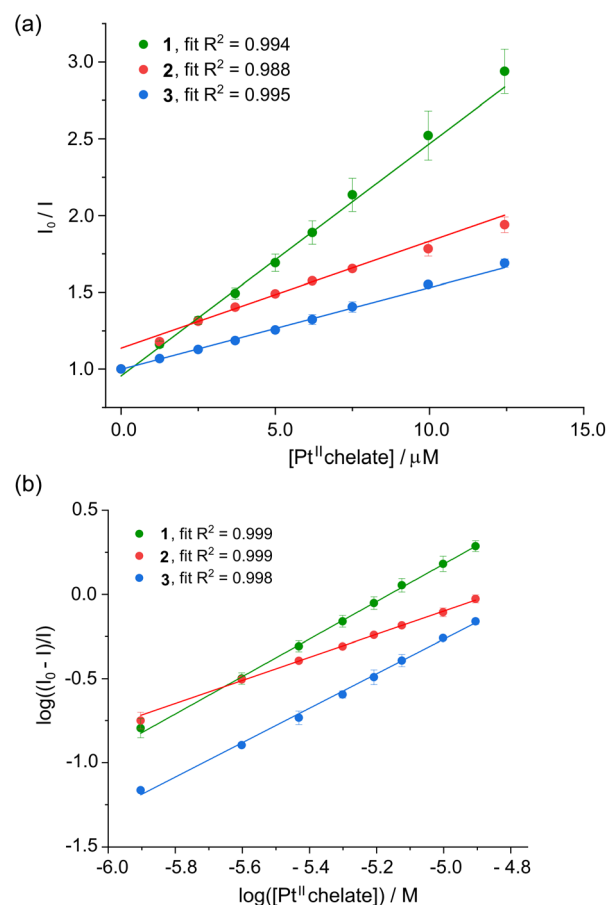 (a)
1, fit R² = 0.994
2, fit R² = 0.988
3, fit R² = 0.995
3.0
2.5
2.0
1.5
1.0
I₀ / I
0.0 5.0 10.0 15.0
[Ptᴵᴵ chelate] / μM
(b)
1, fit R² = 0.999
2, fit R² = 0.999
3, fit R² = 0.998
0.5
0.0
-0.5
-1.0
-1.5
log((I₀ - I)/I)
-6.0 -5.8 -5.6 - 5.4 -5.2 -5.0 - 4.8
log([Ptᴵᴵ chelate]) / M